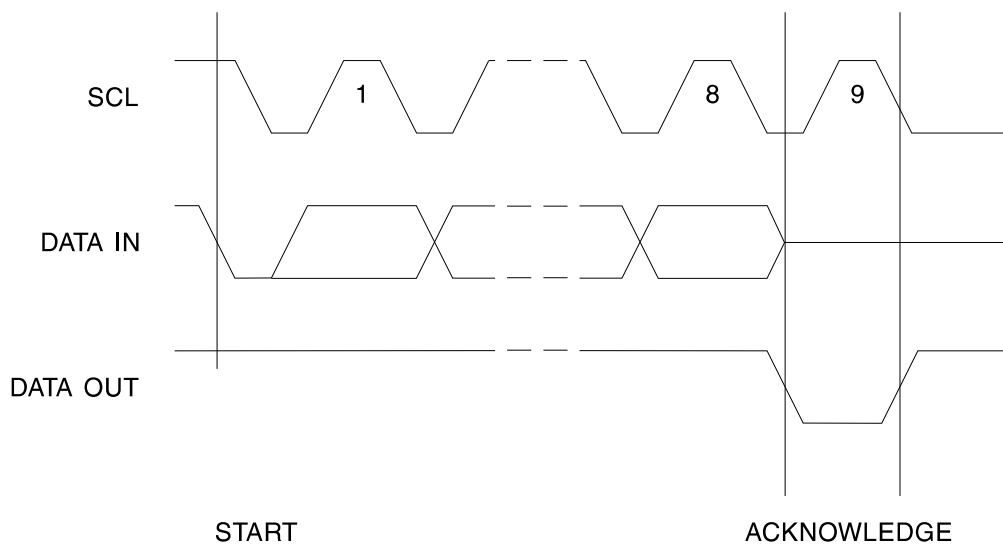 SCL
1
8
9
DATA IN
DATA OUT
START
ACKNOWLEDGE